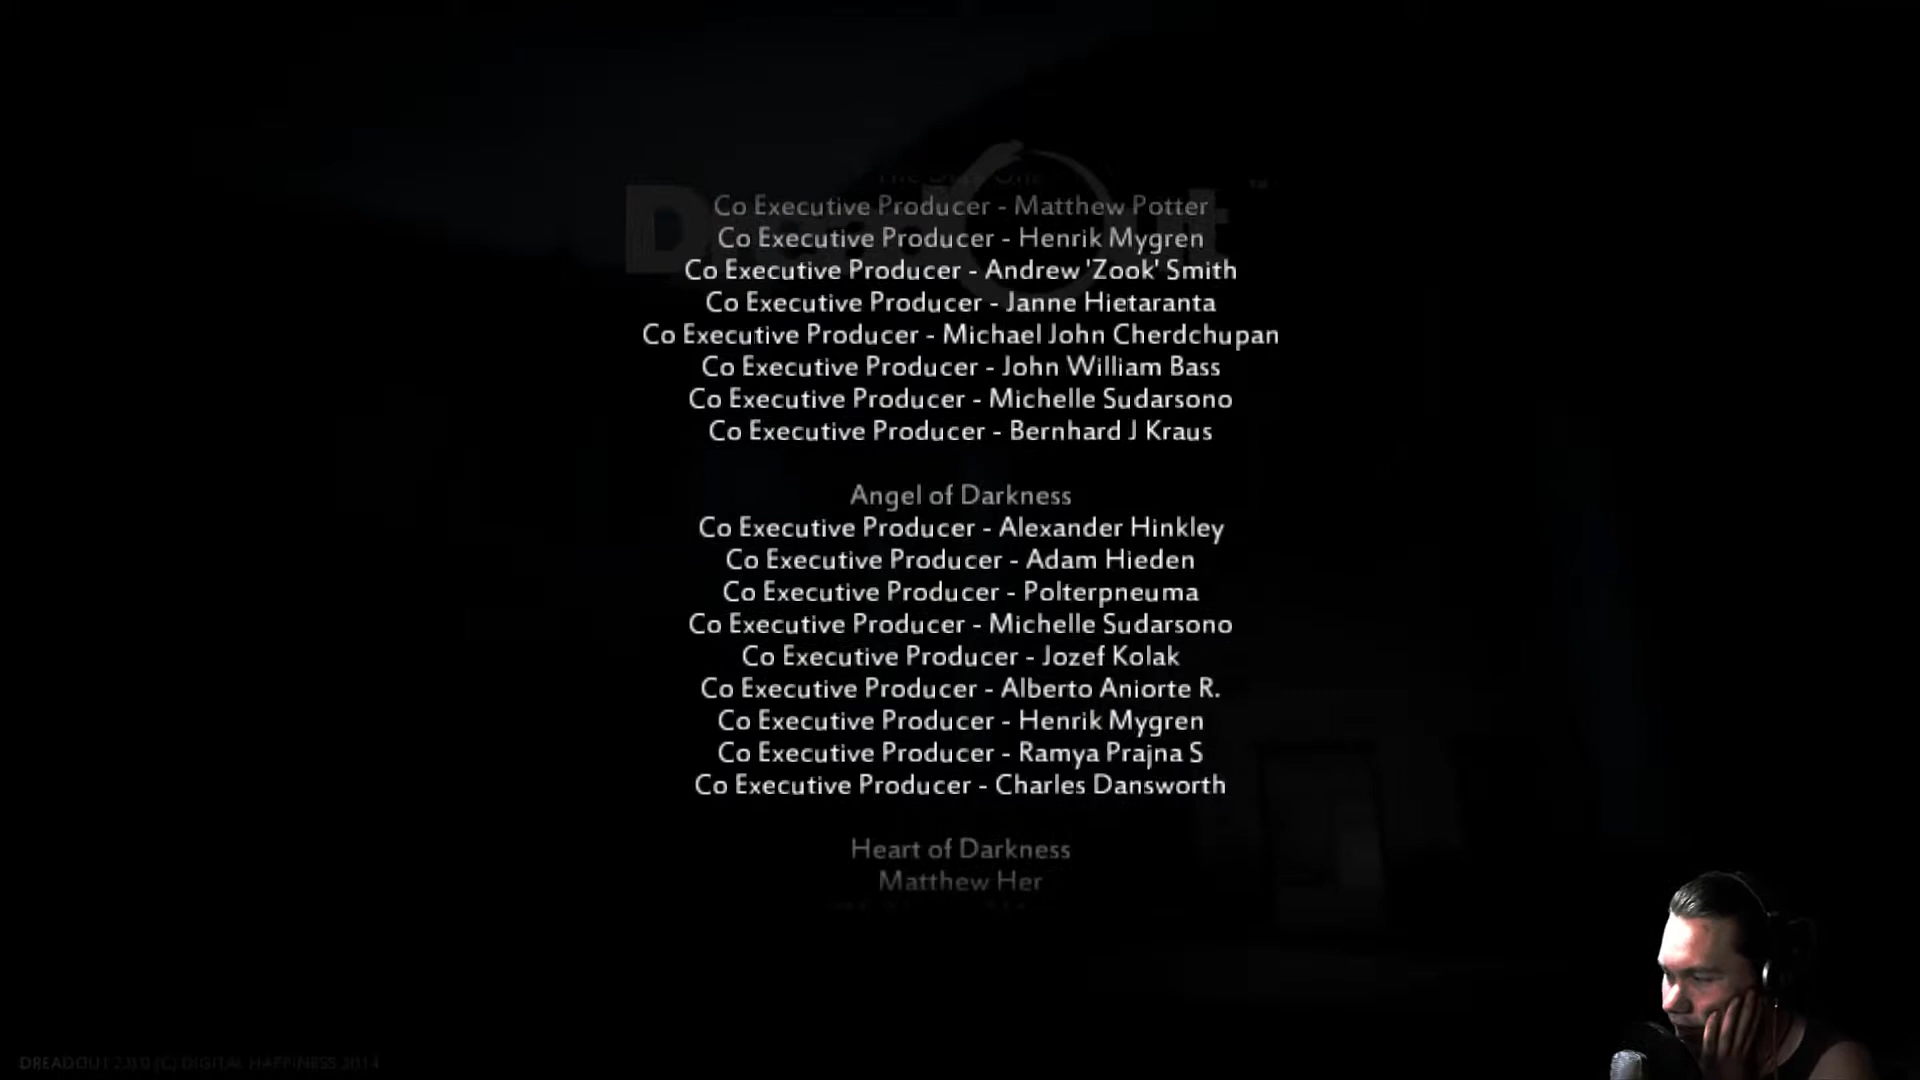 DreadOut
Co Executive Producer - Matthew Potter
Co Executive Producer - Henrik Mygren
Co Executive Producer - Andrew 'Zook' Smith
Co Executive Producer - Janne Hietaranta
Co Executive Producer - Michael John Cherdchupan
Co Executive Producer - John William Bass
Co Executive Producer - Michelle Sudarsono
Co Executive Producer - Bernhard J Kraus
Angel of Darkness
Co Executive Producer - Alexander Hinkley
Co Executive Producer - Adam Hieden
Co Executive Producer - Polterpneuma
Co Executive Producer - Michelle Sudarsono
Co Executive Producer - Jozef Kolak
Co Executive Producer - Alberto Aniorte R.
Co Executive Producer - Henrik Mygren
Co Executive Producer - Ramya Prajna S
Co Executive Producer - Charles Dansworth
Heart of Darkness
Matthew Her
DREADOUT (C) DIGITAL HAPPINESS 2014